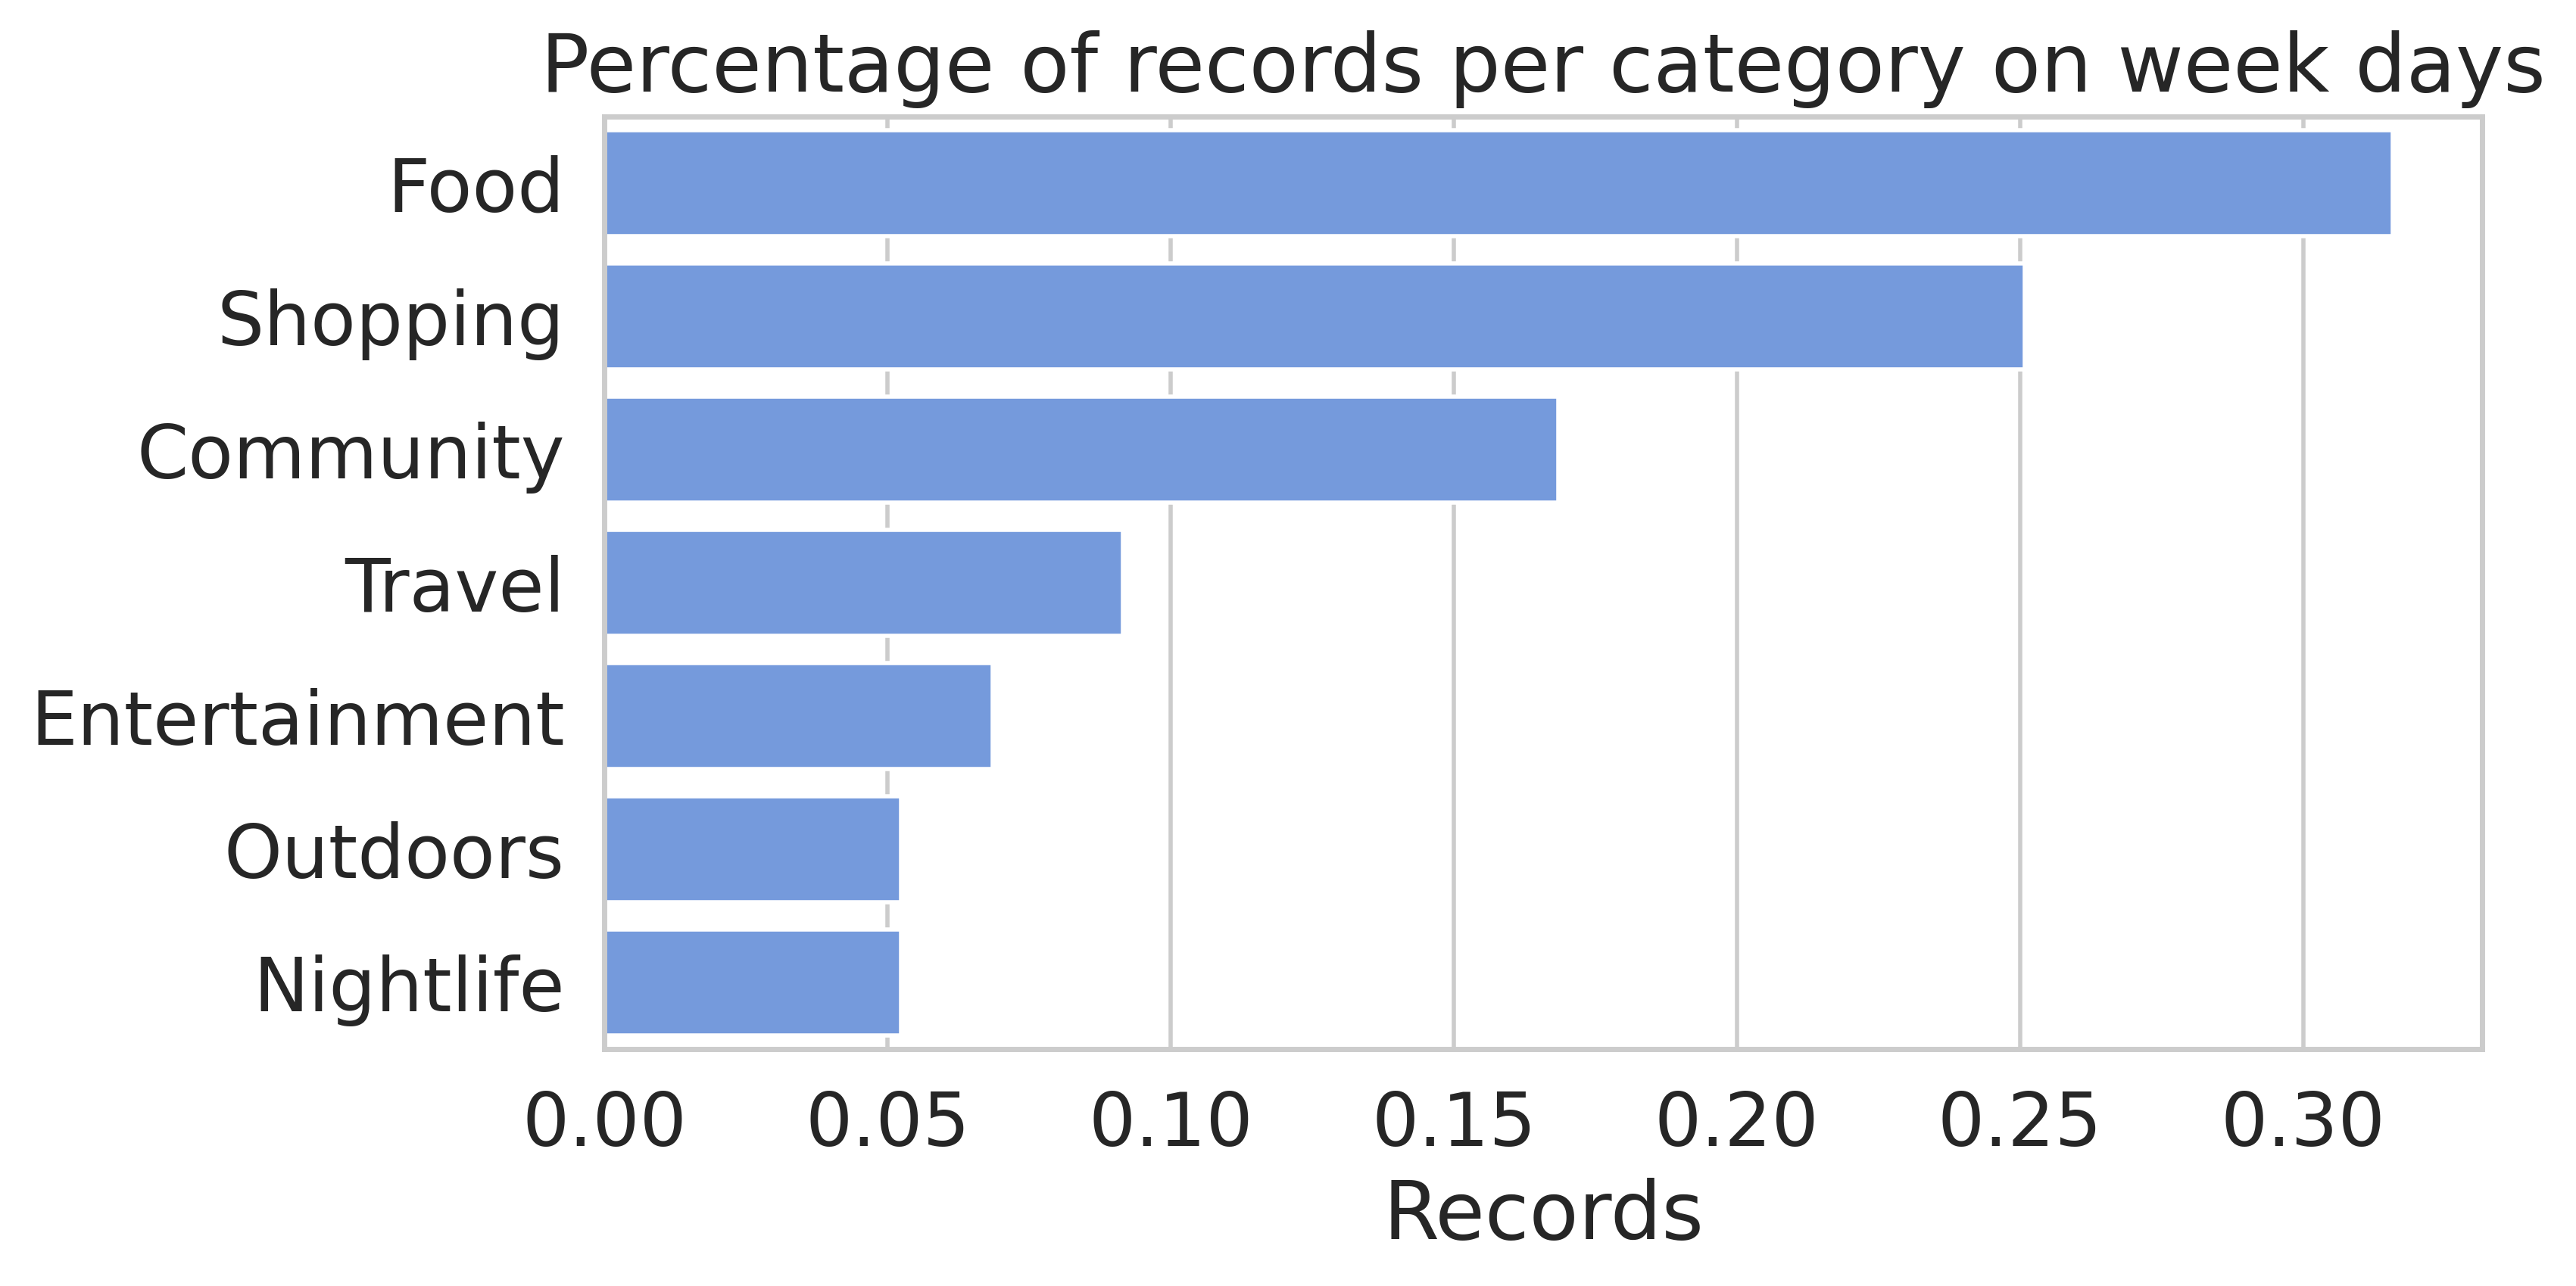 Percentage of records per category on week days
Food
Shopping
Community
Travel
Entertainment
Outdoors
Nightlife
0.00 0.05 0.10 0.15 0.20 0.25 0.30
Records